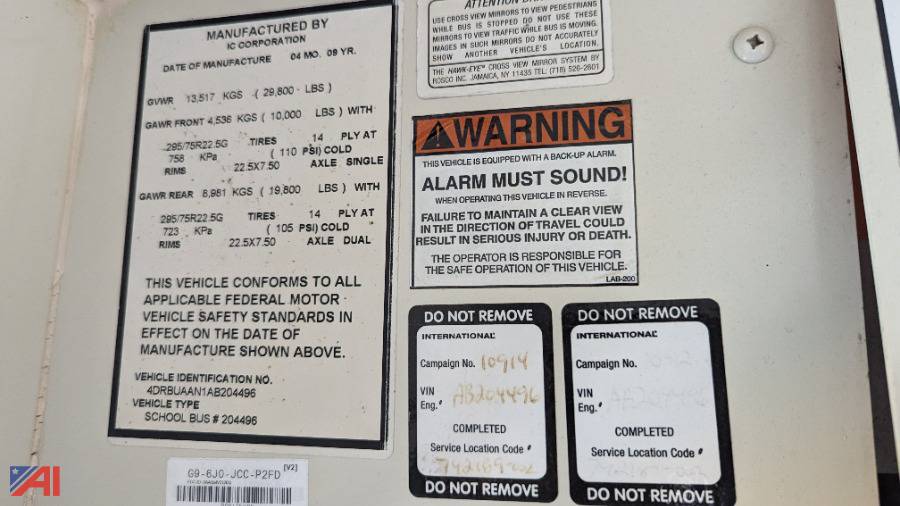 MANUFACTURED BY
IC CORPORATION
DATE OF MANUFACTURE 04 MO. 09 YR.
GVWR 13,517 KGS ( 29,800 LBS )
GAWR FRONT 4,536 KGS ( 10,000 LBS ) WITH
295/75R22.5G TIRES 14 PLY AT
758 KPa ( 110 PSI) COLD
RIMS 22.5X7.50 AXLE SINGLE
GAWR REAR 8,981 KGS ( 19,800 LBS ) WITH
295/75R22.5G TIRES 14 PLY AT
723 KPa ( 105 PSI) COLD
RIMS 22.5X7.50 AXLE DUAL
THIS VEHICLE CONFORMS TO ALL
APPLICABLE FEDERAL MOTOR
VEHICLE SAFETY STANDARDS IN
EFFECT ON THE DATE OF
MANUFACTURE SHOWN ABOVE.
VEHICLE IDENTIFICATION NO.
4DRBUAAN1AB204496
VEHICLE TYPE
SCHOOL BUS # 204496
G9-6J0-JCC-P2FD [V2]
AI
ATTENTION
USE CROSS VIEW MIRRORS TO VIEW PEDESTRIANS
WHILE BUS IS STOPPED DO NOT USE THESE
MIRRORS TO VIEW TRAFFIC WHILE BUS IS MOVING.
IMAGES IN SUCH MIRRORS DO NOT ACCURATELY
SHOW ANOTHER VEHICLE'S LOCATION.
THE HAWK-EYE® CROSS VIEW MIRROR SYSTEM BY
ROSCO INC. JAMAICA, NY 11435 TEL: (718) 526-2601
WARNING
THIS VEHICLE IS EQUIPPED WITH A BACK-UP ALARM.
ALARM MUST SOUND!
WHEN OPERATING THIS VEHICLE IN REVERSE.
FAILURE TO MAINTAIN A CLEAR VIEW
IN THE DIRECTION OF TRAVEL COULD
RESULT IN SERIOUS INJURY OR DEATH.
THE OPERATOR IS RESPONSIBLE FOR
THE SAFE OPERATION OF THIS VEHICLE.
LAB-200
DO NOT REMOVE
INTERNATIONAL
Campaign No. 10914
VIN
Eng.# AB204496
COMPLETED
Service Location Code #
DO NOT REMOVE
DO NOT REMOVE
INTERNATIONAL
Campaign No.
VIN
Eng.# AB204496
COMPLETED
Service Location Code #
DO NOT REMOVE